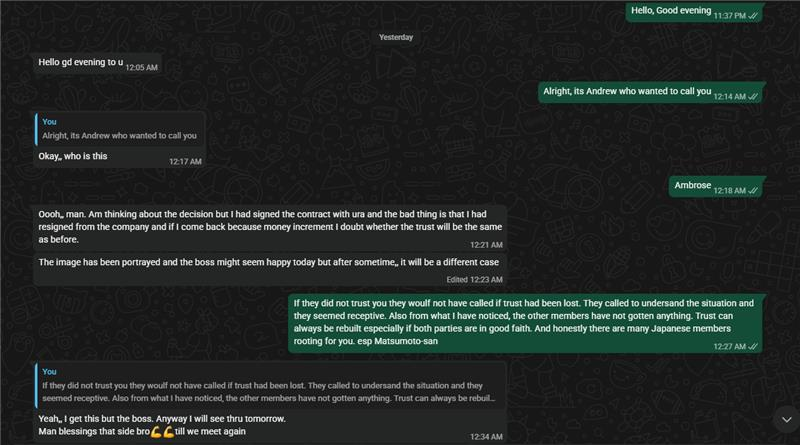 Hello, Good evening
11:37 PM
Yesterday
Hello gd evening to u
12:05 AM
Alright, its Andrew who wanted to call you
12:14 AM
You
Alright, its Andrew who wanted to call you
Okay,, who is this
12:17 AM
Ambrose
12:18 AM
Oooh,, man. Am thinking about the decision but I had signed the contract with ura and the bad thing is that I had
resigned from the company and if I come back because money increment I doubt whether the trust will be the same
as before.
12:21 AM
The image has been portrayed and the boss might seem happy today but after sometime,, it will be a different case
Edited 12:23 AM
If they did not trust you they woulf not have called if trust had been lost. They called to undersand the situation and
they seemed receptive. Also from what I have noticed, the other members have not gotten anything. Trust can
always be rebuilt especially if both parties are in good faith. And honestly there are many Japanese members
rooting for you. esp Matsumoto-san
12:27 AM
You
If they did not trust you they woulf not have called if trust had been lost. They called to undersand the situation and they
seemed receptive. Also from what I have noticed, the other members have not gotten anything. Trust can always be rebuil...
Yeah,, I get this but the boss. Anyway I will see thru tomorrow.
Man blessings that side bro💪💪till we meet again
12:34 AM